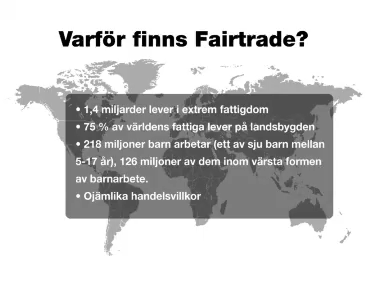 Varför finns Fairtrade?
• 1,4 miljarder lever i extrem fattigdom
• 75 % av världens fattiga lever på landsbygden
• 218 miljoner barn arbetar (ett av sju barn mellan
5-17 år), 126 miljoner av dem inom värsta formen
av barnarbete.
• Ojämlika handelsvillkor